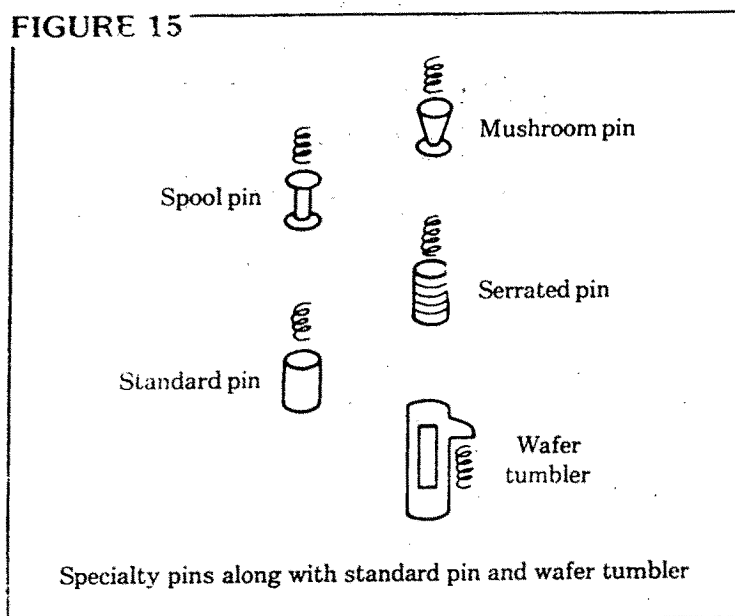 FIGURE 15
Mushroom pin
Spool pin
Serrated pin
Standard pin
Wafer
tumbler
Specialty pins along with standard pin and wafer tumbler